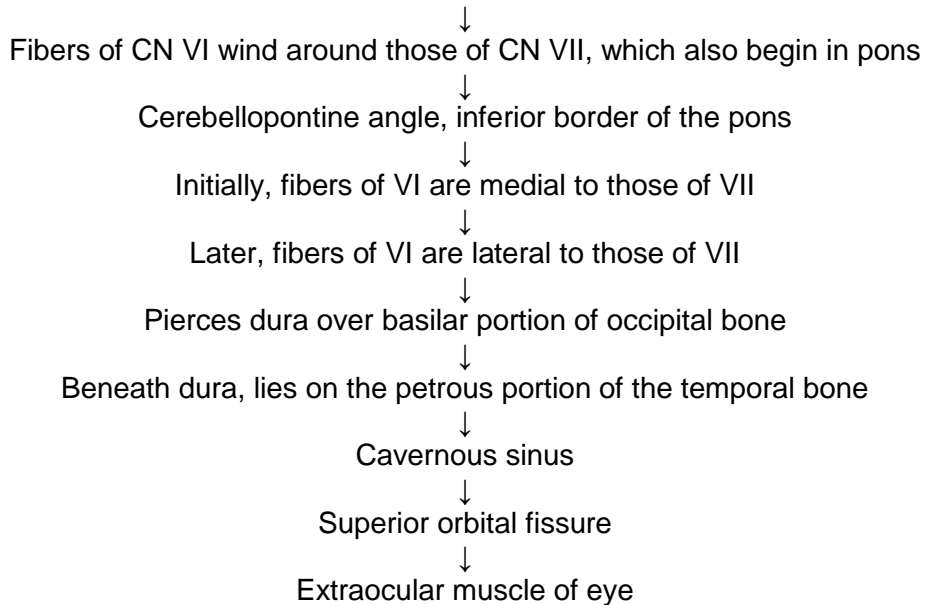 ↓
Fibers of CN VI wind around those of CN VII, which also begin in pons
↓
Cerebellopontine angle, inferior border of the pons
↓
Initially, fibers of VI are medial to those of VII
↓
Later, fibers of VI are lateral to those of VII
↓
Pierces dura over basilar portion of occipital bone
↓
Beneath dura, lies on the petrous portion of the temporal bone
↓
Cavernous sinus
↓
Superior orbital fissure
↓
Extraocular muscle of eye